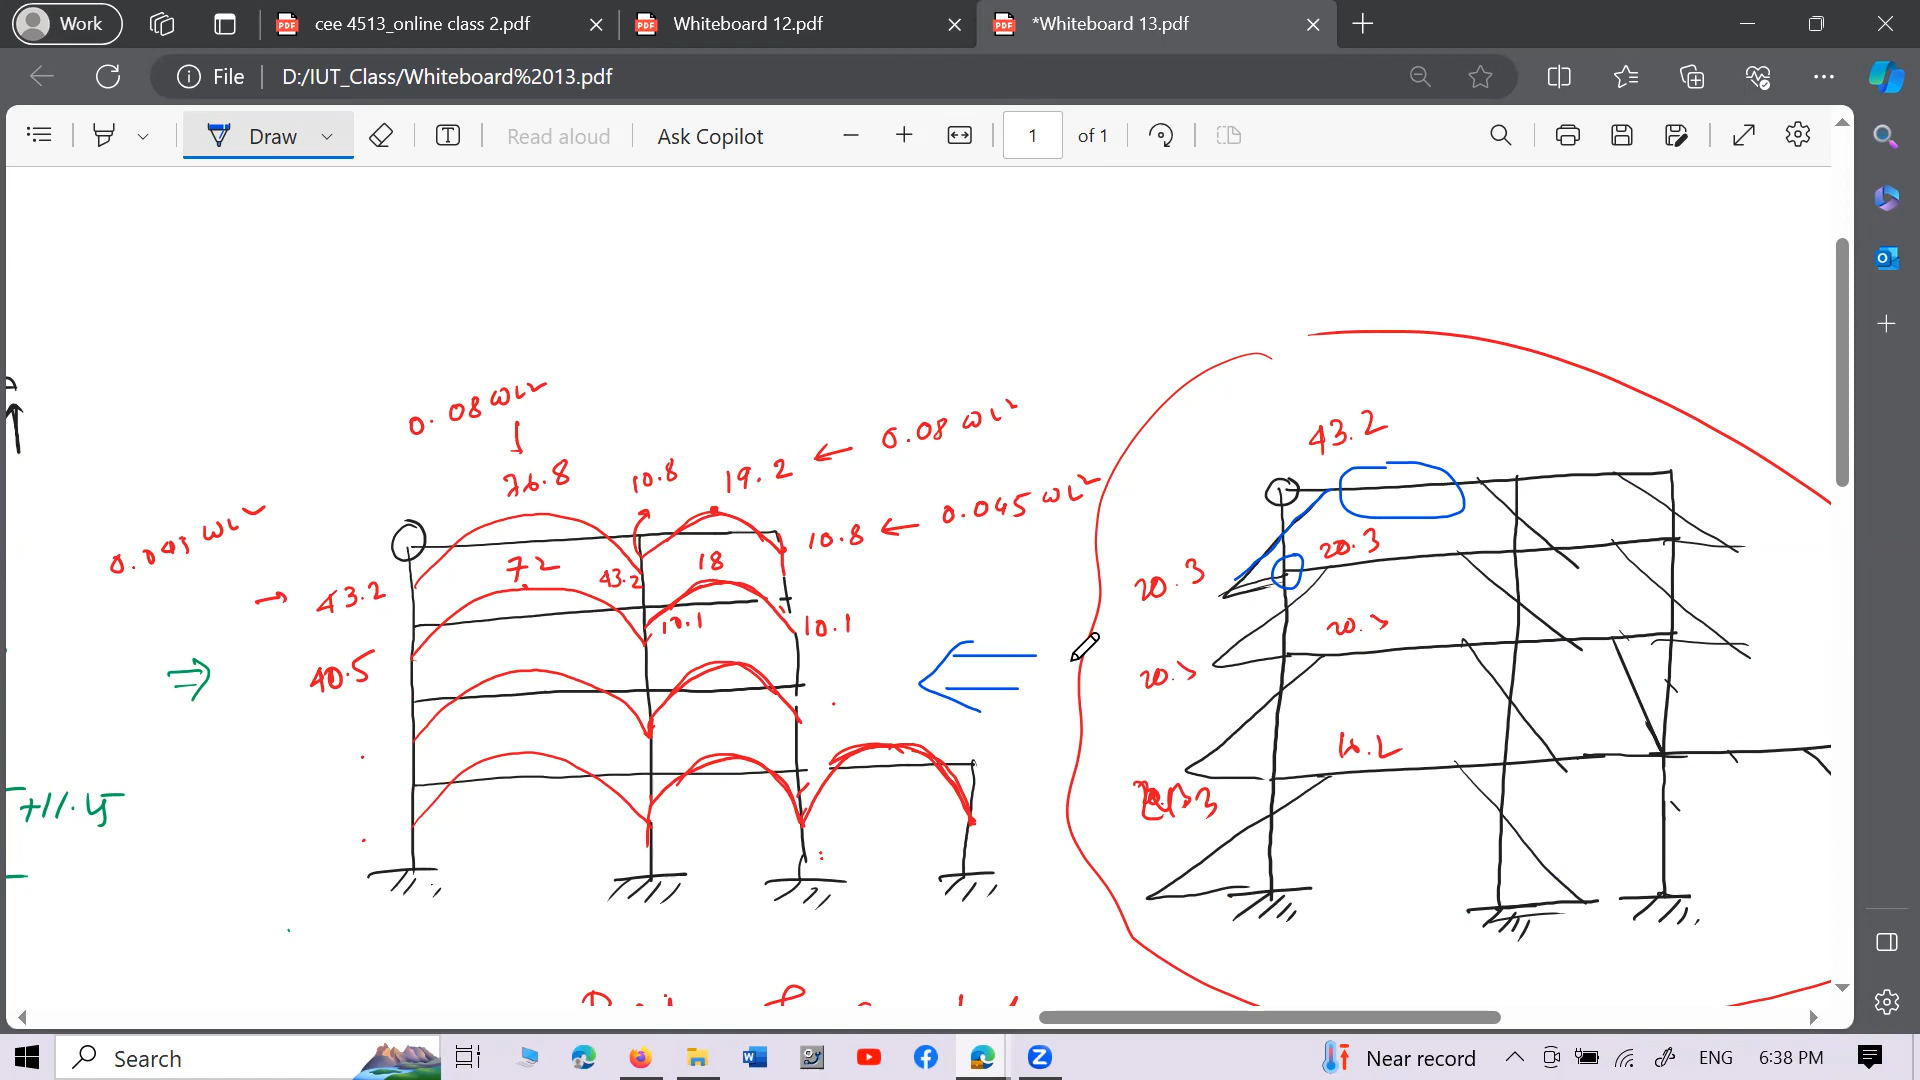 Work
cee 4513_online class 2.pdf
Whiteboard 12.pdf
*Whiteboard 13.pdf
File
D:/IUT_Class/Whiteboard%2013.pdf
Draw
Read aloud
Ask Copilot
1
of 1
0.08 WL²
76.8
10.8
19.2
0.08 WL²
0.045 WL²
10.8
0.045 WL²
43.2
72
43.2
18
10.1
10.1
40.5
+11.45
43.2
20.3
20.3
20.3
20.3
Search
Near record
ENG
6:38 PM